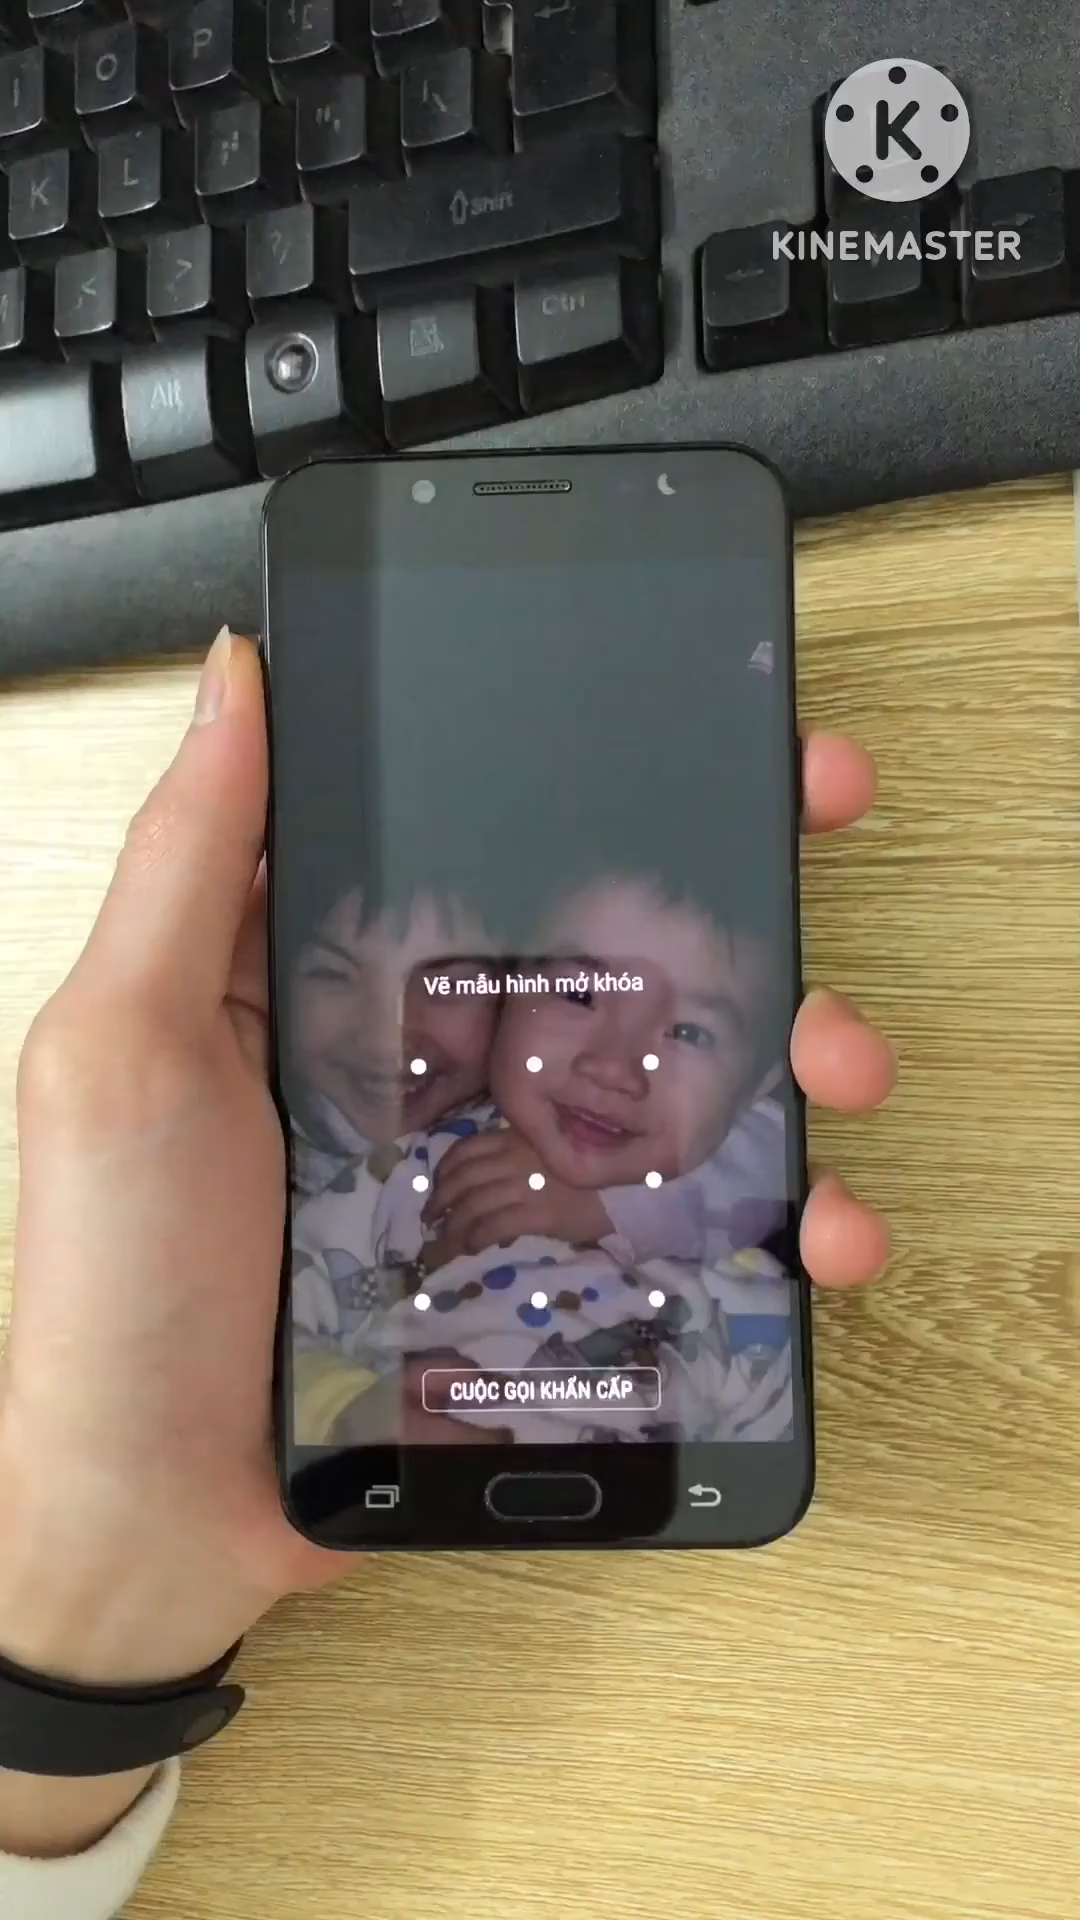 I O P
K L
Shift
Alt
Ctrl
K
KINEMASTER
Vẽ mẫu hình mở khóa
CUỘC GỌI KHẨN CẤP